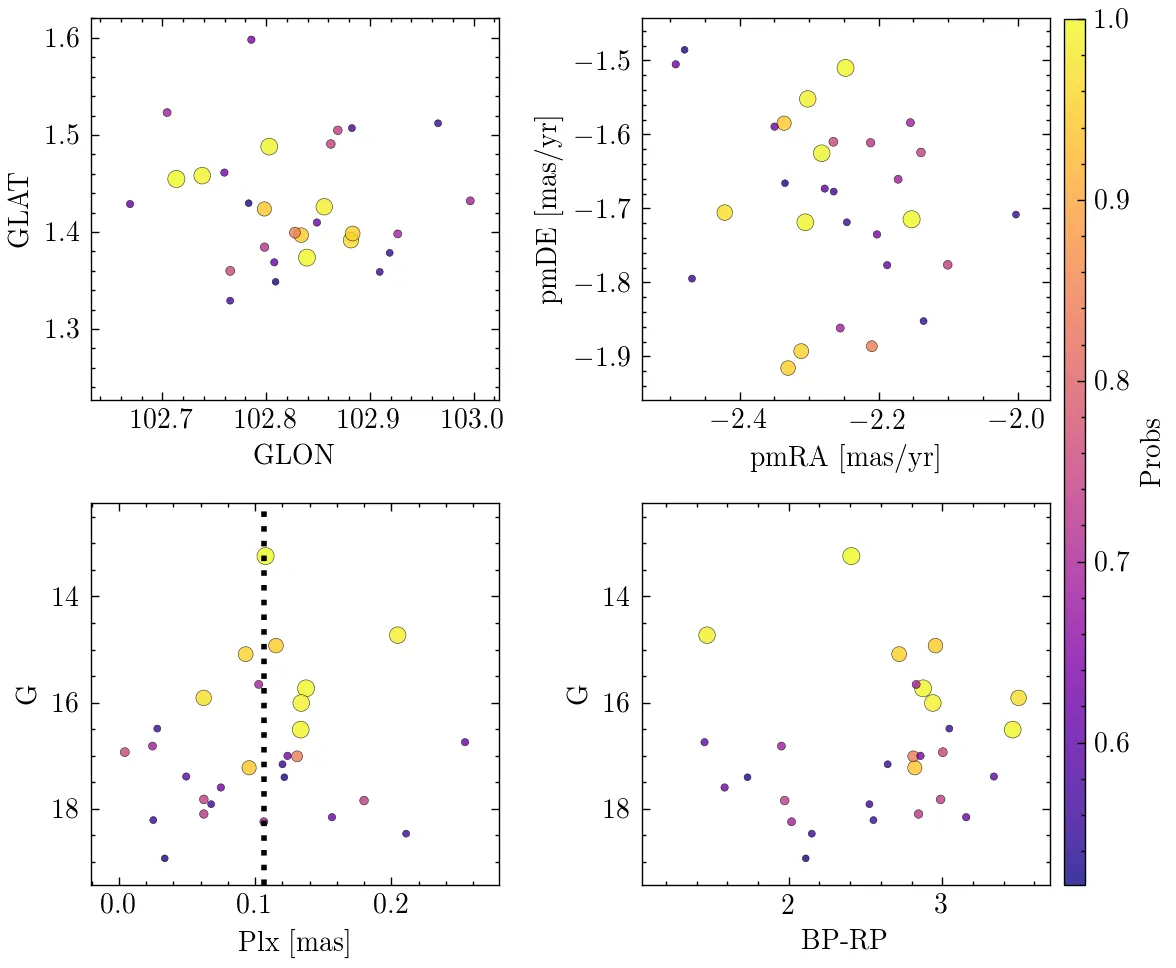 1.6
1.5
1.4
1.3
GLAT
102.7 102.8 102.9 103.0
GLON
−1.5
−1.6
−1.7
−1.8
−1.9
pmDE [mas/yr]
−2.4 −2.2 −2.0
pmRA [mas/yr]
14
16
18
G
0.0 0.1 0.2
Plx [mas]
14
16
18
G
2 3
BP-RP
1.0
0.9
0.8
0.7
0.6
Probs